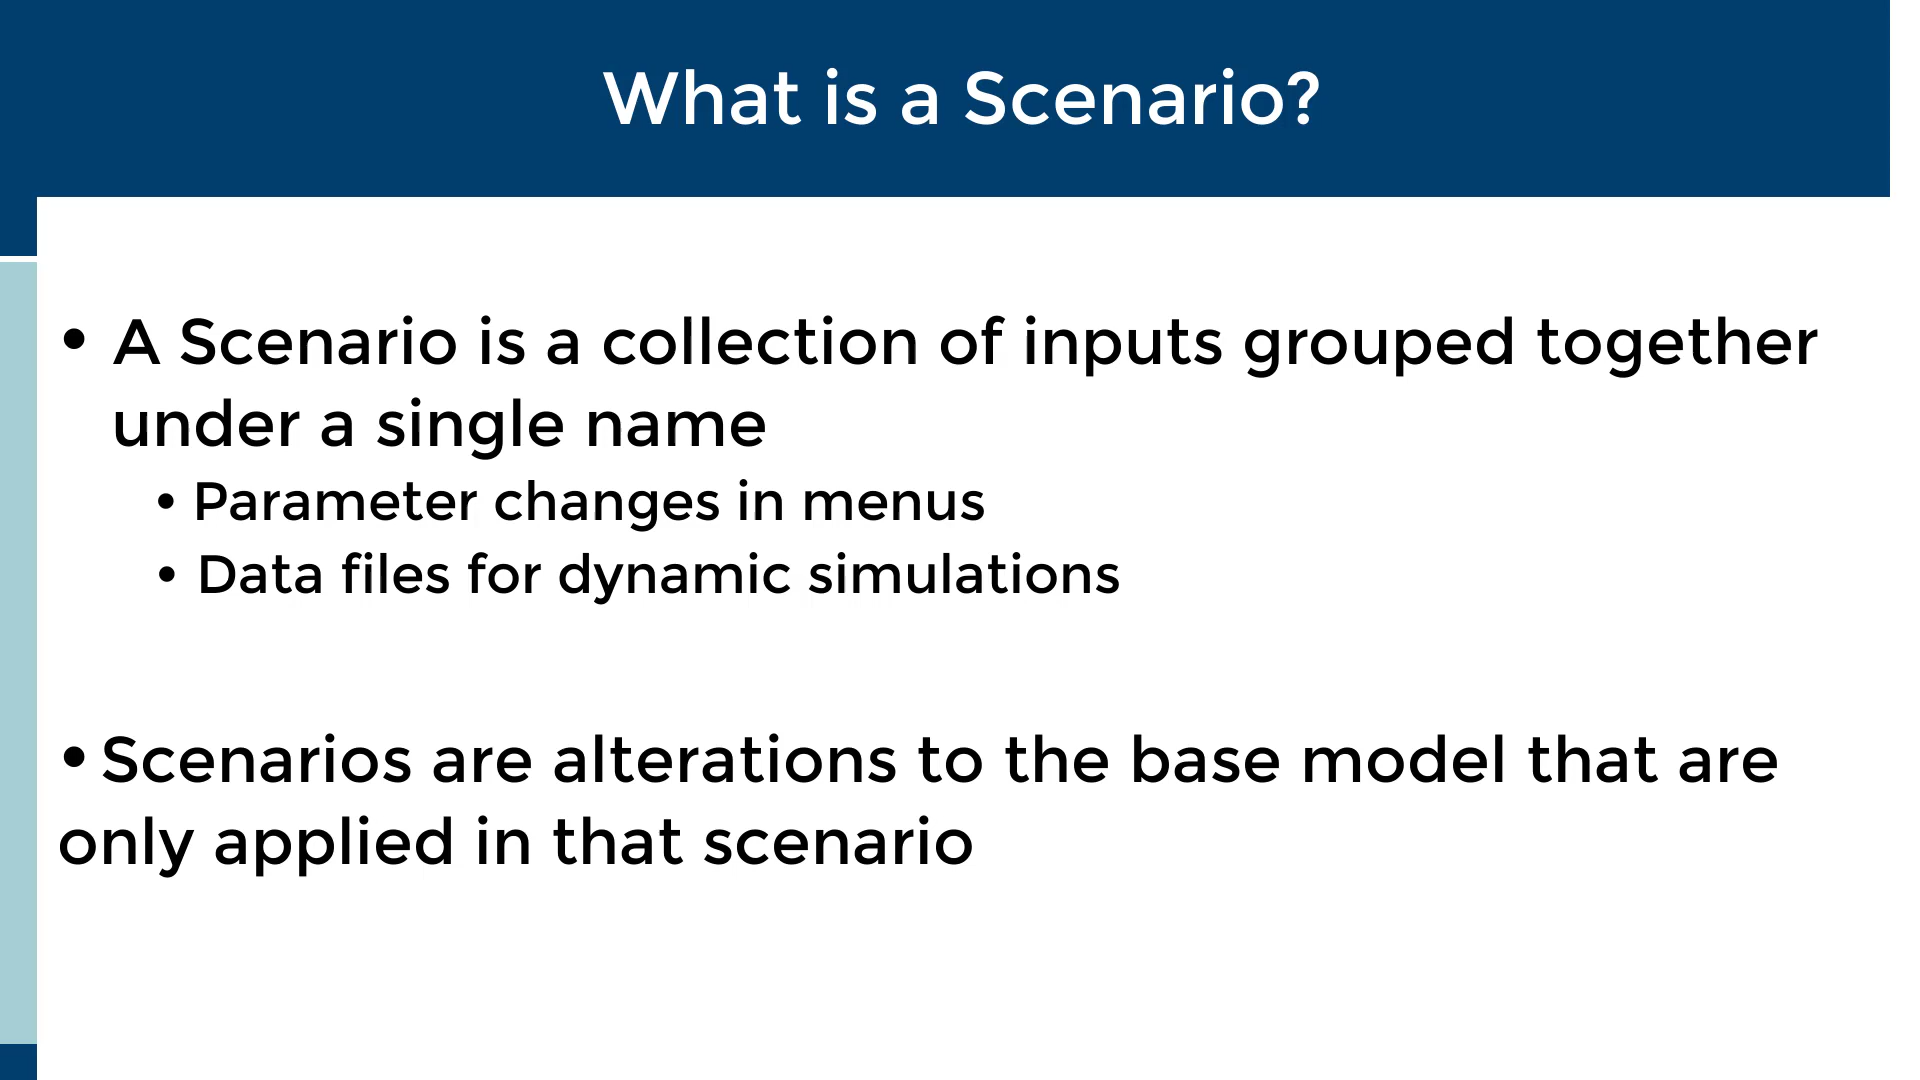 What is a Scenario?
• A Scenario is a collection of inputs grouped together
under a single name
• Parameter changes in menus
• Data files for dynamic simulations
• Scenarios are alterations to the base model that are
only applied in that scenario